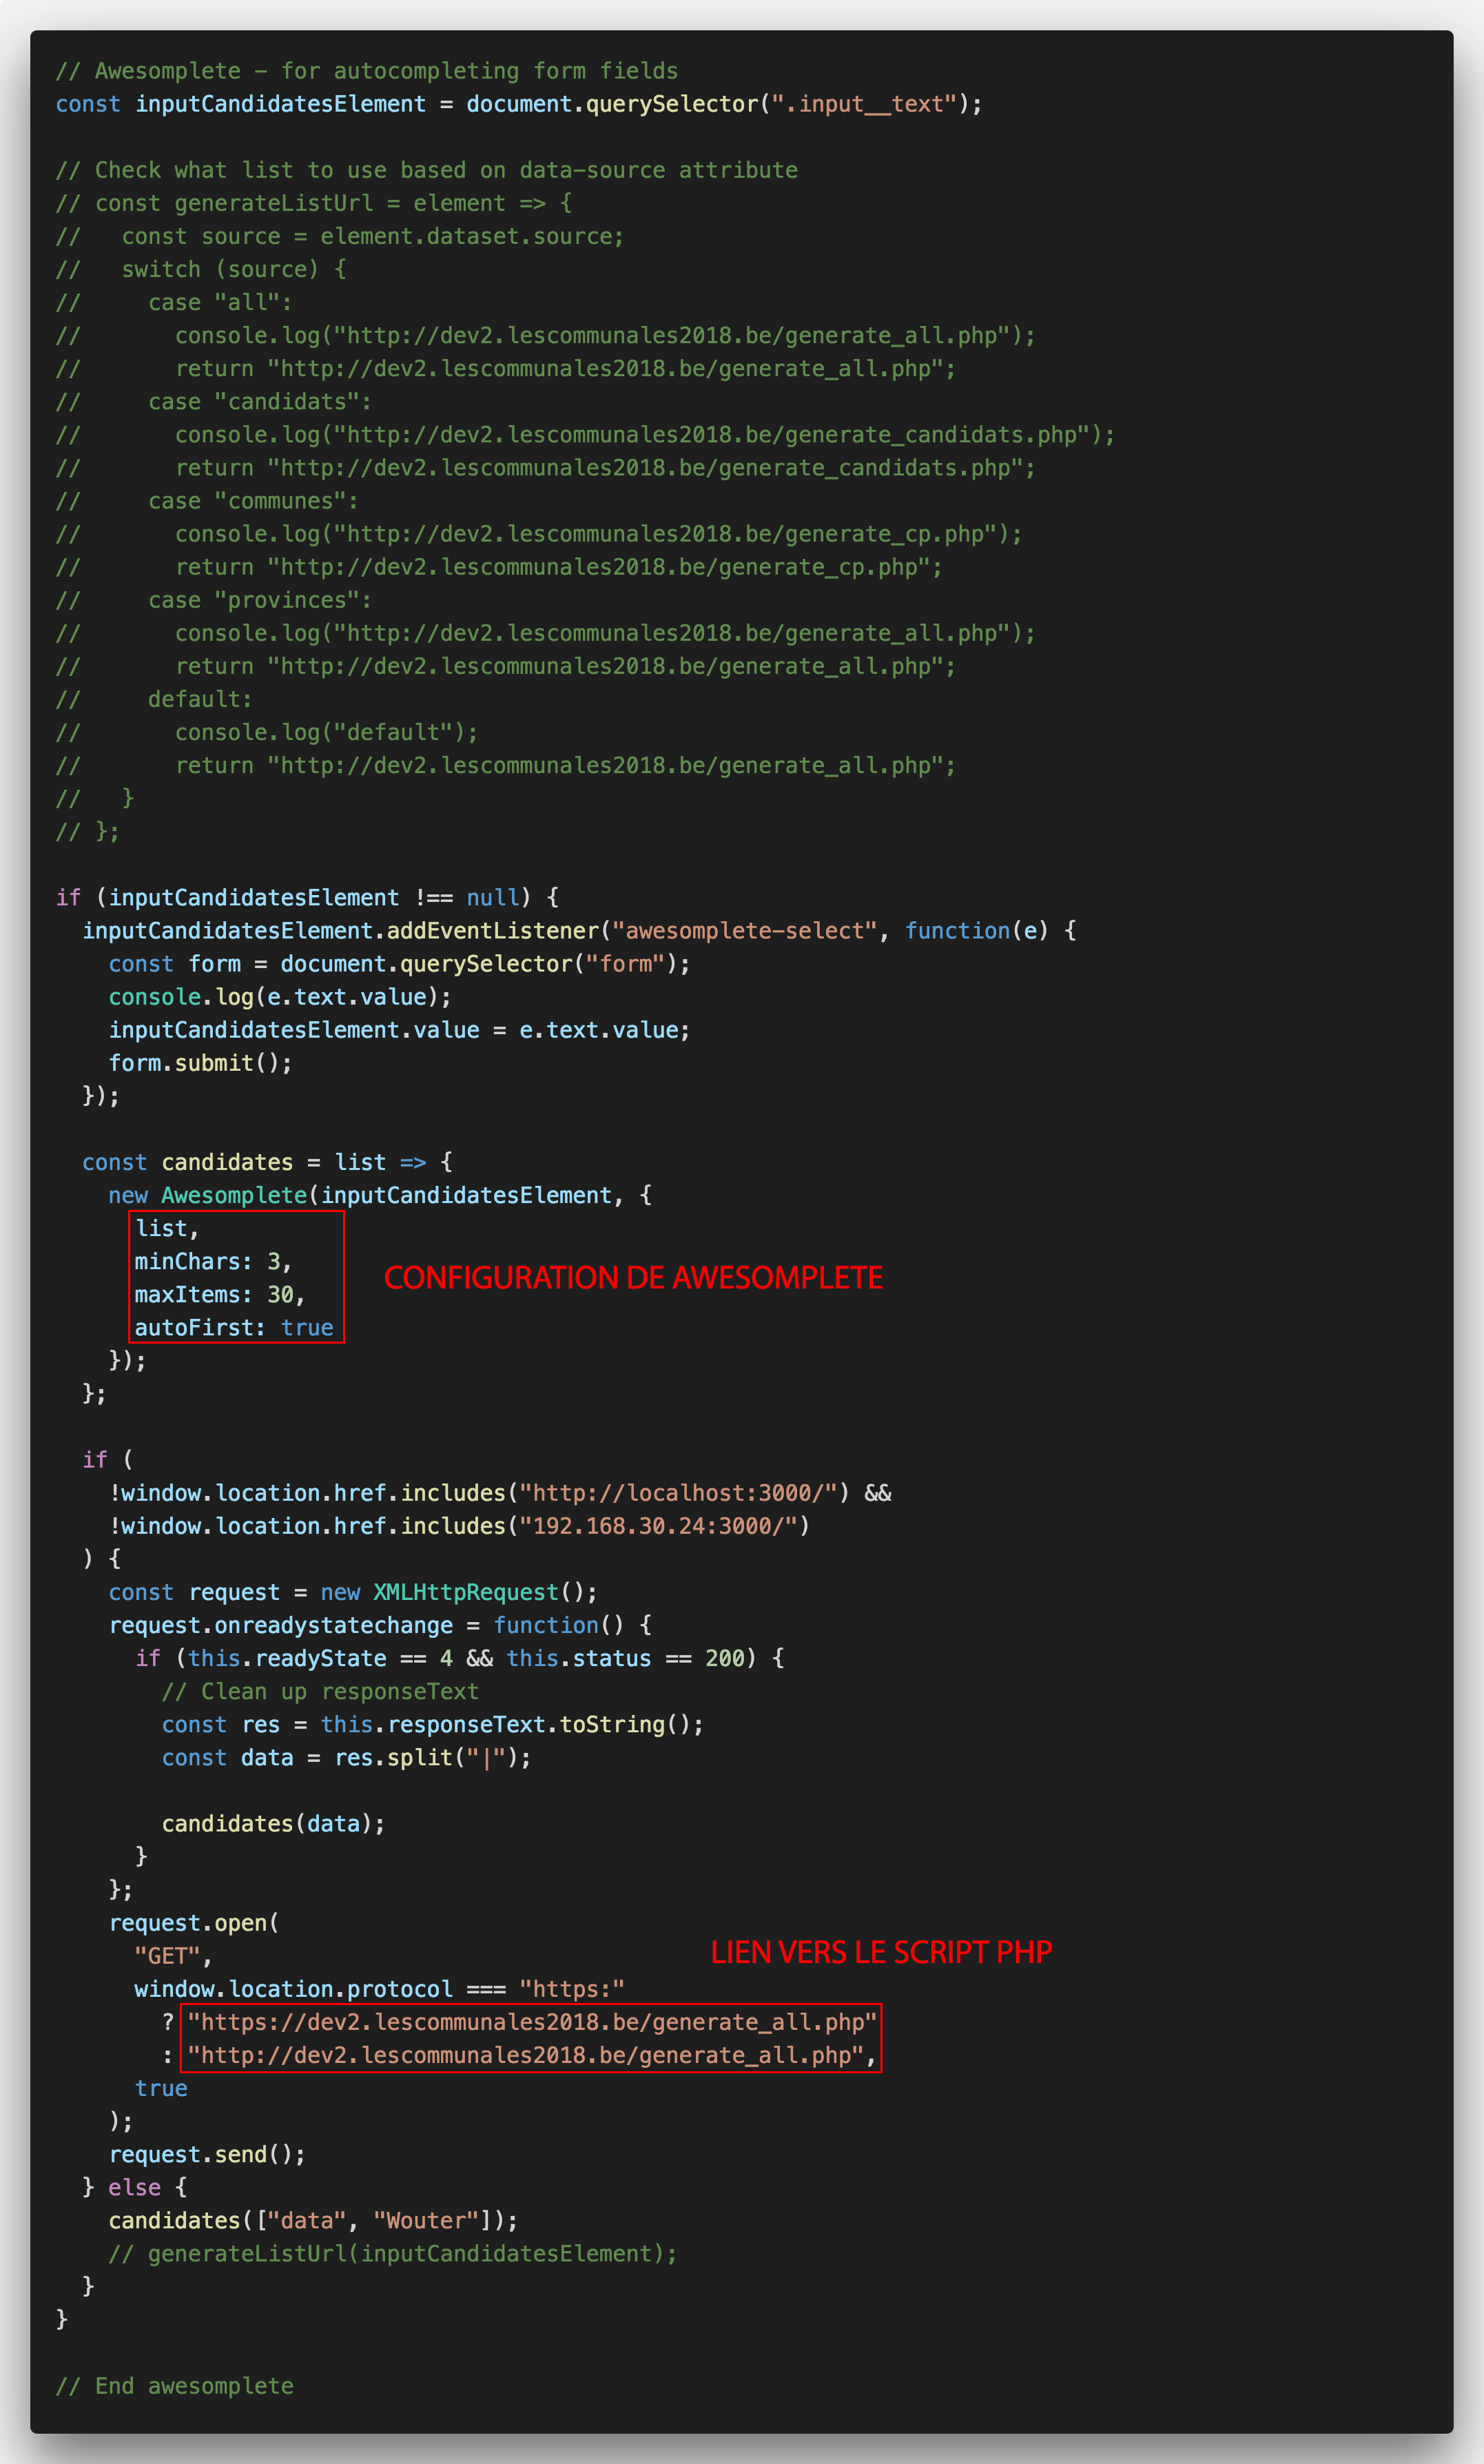 // Awesomplete - for autocompleting form fields
const inputCandidatesElement = document.querySelector(".input__text");

// Check what list to use based on data-source attribute
// const generateListUrl = element => {
//   const source = element.dataset.source;
//   switch (source) {
//     case "all":
//       console.log("http://dev2.lescommunales2018.be/generate_all.php");
//       return "http://dev2.lescommunales2018.be/generate_all.php";
//     case "candidats":
//       console.log("http://dev2.lescommunales2018.be/generate_candidats.php");
//       return "http://dev2.lescommunales2018.be/generate_candidats.php";
//     case "communes":
//       console.log("http://dev2.lescommunales2018.be/generate_cp.php");
//       return "http://dev2.lescommunales2018.be/generate_cp.php";
//     case "provinces":
//       console.log("http://dev2.lescommunales2018.be/generate_all.php");
//       return "http://dev2.lescommunales2018.be/generate_all.php";
//     default:
//       console.log("default");
//       return "http://dev2.lescommunales2018.be/generate_all.php";
//   }
// };

if (inputCandidatesElement !== null) {
  inputCandidatesElement.addEventListener("awesomplete-select", function(e) {
    const form = document.querySelector("form");
    console.log(e.text.value);
    inputCandidatesElement.value = e.text.value;
    form.submit();
  });

  const candidates = list => {
    new Awesomplete(inputCandidatesElement, {
      list,
      minChars: 3,
CONFIGURATION DE AWESOMPLETE
      maxItems: 30,
      autoFirst: true
    });
  };

  if (
    !window.location.href.includes("http://localhost:3000/") &&
    !window.location.href.includes("192.168.30.24:3000/")
  ) {
    const request = new XMLHttpRequest();
    request.onreadystatechange = function() {
      if (this.readyState == 4 && this.status == 200) {
        // Clean up responseText
        const res = this.responseText.toString();
        const data = res.split("|");

        candidates(data);
      }
    };
    request.open(
      "GET",
LIEN VERS LE SCRIPT PHP
      window.location.protocol === "https:"
        ? "https://dev2.lescommunales2018.be/generate_all.php"
        : "http://dev2.lescommunales2018.be/generate_all.php",
      true
    );
    request.send();
  } else {
    candidates(["data", "Wouter"]);
    // generateListUrl(inputCandidatesElement);
  }
}

// End awesomplete